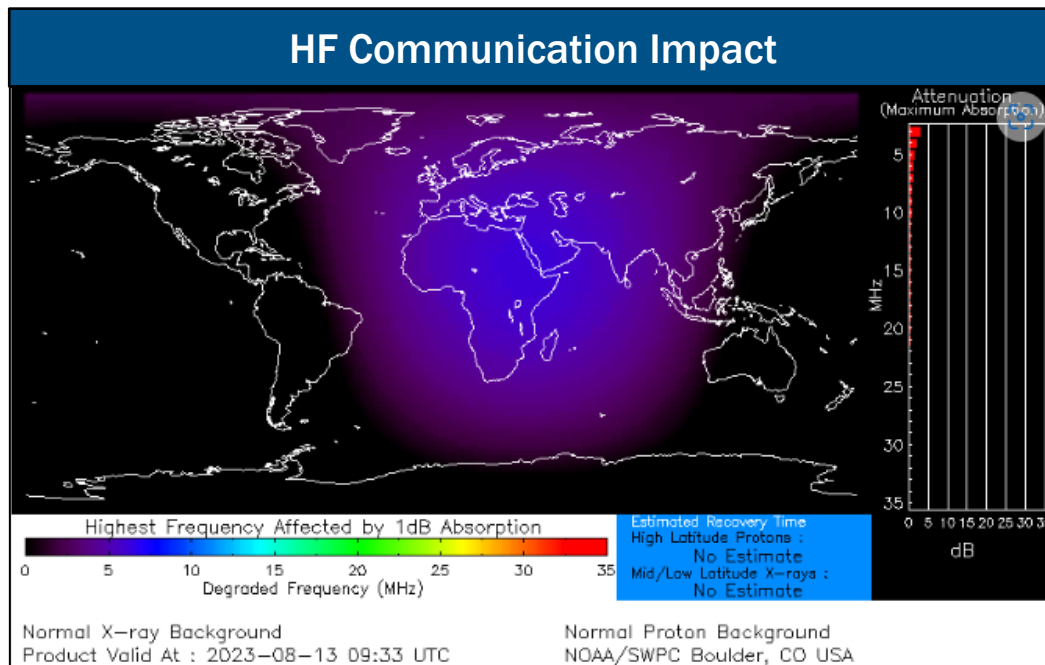 HF Communication Impact
Attenuation
(Maximum Absorption)
5
10
15
20
25
30
35
MHz
0 5 10 15 20 25 30 35
dB
Highest Frequency Affected by 1dB Absorption
0 5 10 15 20 25 30 35
Degraded Frequency (MHz)
Estimated Recovery Time
High Latitude Protons :
No Estimate
Mid/Low Latitude X-rays :
No Estimate
Normal X-ray Background
Product Valid At : 2023-08-13 09:33 UTC
Normal Proton Background
NOAA/SWPC Boulder, CO USA